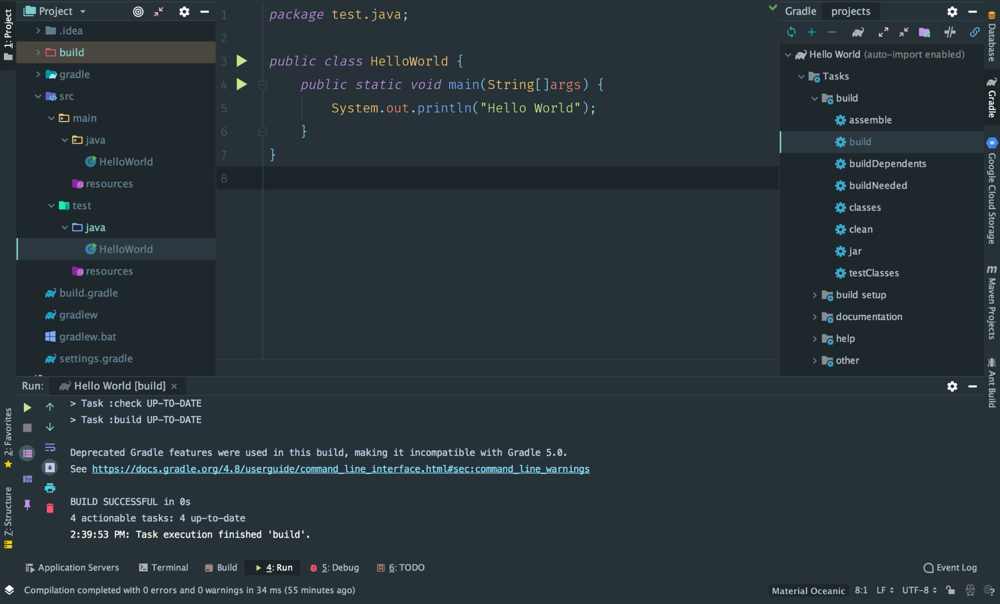 1: Project
Project
.idea
build
gradle
src
main
java
HelloWorld
resources
test
java
HelloWorld
resources
build.gradle
gradlew
gradlew.bat
settings.gradle
1 package test.java;
2
3 public class HelloWorld {
4 public static void main(String[]args) {
5 System.out.println("Hello World");
6 }
7 }
8
Gradle projects
Hello World (auto-import enabled)
Tasks
build
assemble
build
buildDependents
buildNeeded
classes
clean
jar
testClasses
build setup
documentation
help
other
Database
Gradle
Google Cloud Storage
m Maven Projects
Ant Build
2: Favorites
7: Structure
Run: Hello World [build] ×
> Task :check UP-TO-DATE
> Task :build UP-TO-DATE
Deprecated Gradle features were used in this build, making it incompatible with Gradle 5.0.
See https://docs.gradle.org/4.8/userguide/command_line_interface.html#sec:command_line_warnings
BUILD SUCCESSFUL in 0s
4 actionable tasks: 4 up-to-date
2:39:53 PM: Task execution finished 'build'.
Application Servers Terminal Build 4: Run 5: Debug 6: TODO Event Log
Compilation completed with 0 errors and 0 warnings in 34 ms (55 minutes ago) Material Oceanic 8:1 LF UTF-8